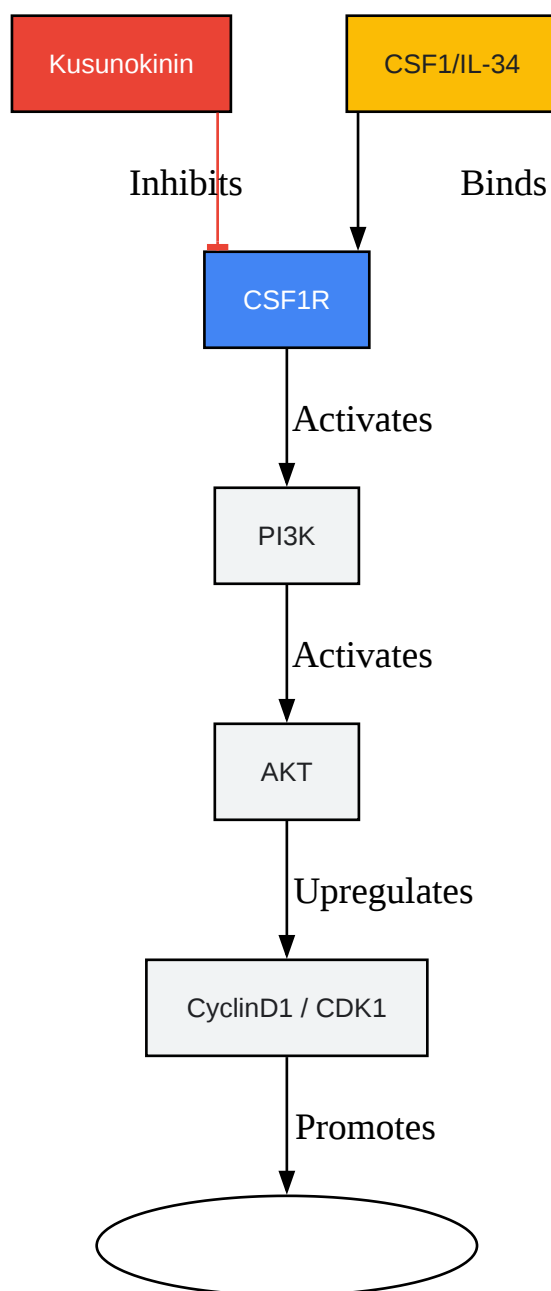 Kusunokinin
CSF1/IL-34
Inhibits
Binds
CSF1R
Activates
PI3K
Activates
AKT
Upregulates
CyclinD1 / CDK1
Promotes